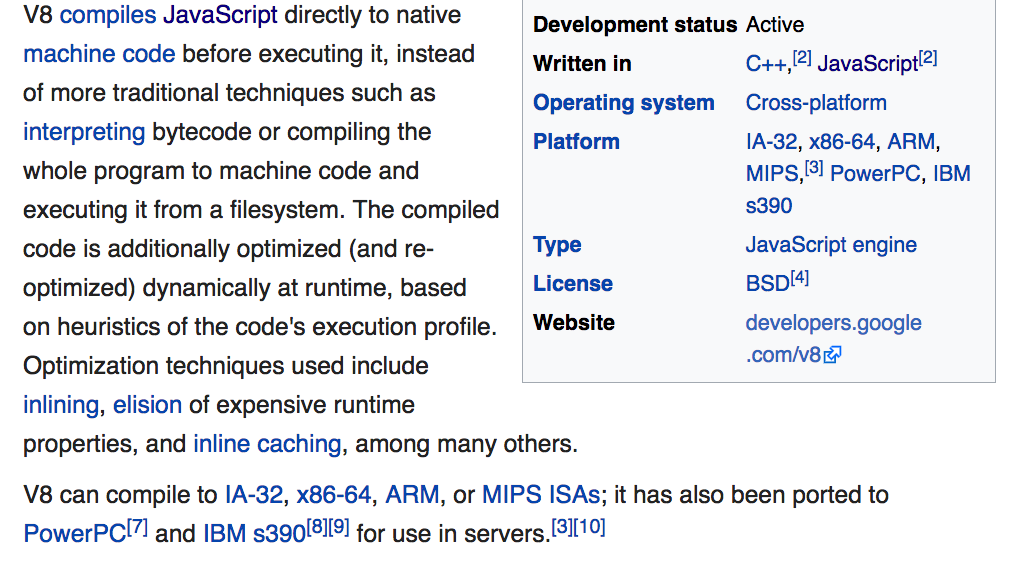 V8 compiles JavaScript directly to native
machine code before executing it, instead
of more traditional techniques such as
interpreting bytecode or compiling the
whole program to machine code and
executing it from a filesystem. The compiled
code is additionally optimized (and re-
optimized) dynamically at runtime, based
on heuristics of the code's execution profile.
Optimization techniques used include
inlining, elision of expensive runtime
properties, and inline caching, among many others.
V8 can compile to IA-32, x86-64, ARM, or MIPS ISAs; it has also been ported to
PowerPC[7] and IBM s390[8][9] for use in servers.[3][10]
Development status Active
Written in C++,[2] JavaScript[2]
Operating system Cross-platform
Platform IA-32, x86-64, ARM,
MIPS,[3] PowerPC, IBM
s390
Type JavaScript engine
License BSD[4]
Website developers.google
.com/v8